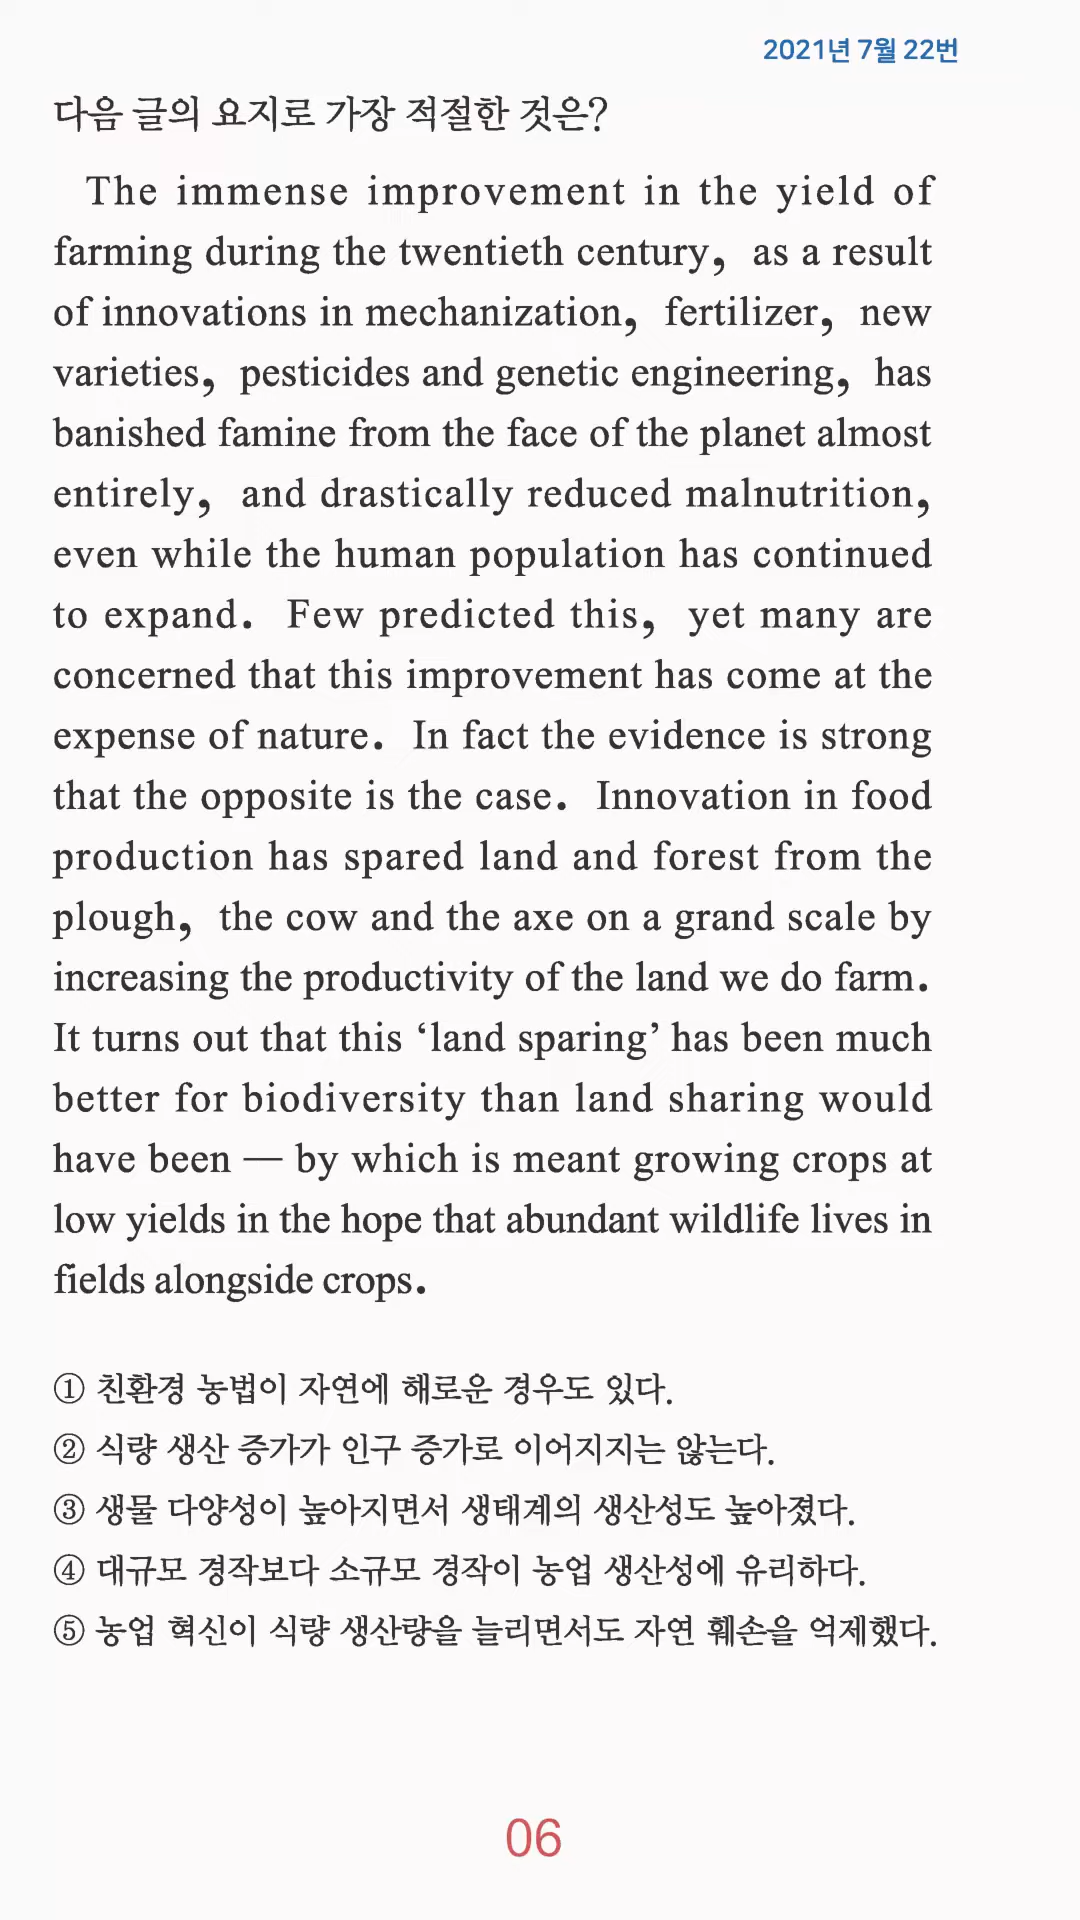 2021년 7월 22번
다음 글의 요지로 가장 적절한 것은?
The immense improvement in the yield of
farming during the twentieth century, as a result
of innovations in mechanization, fertilizer, new
varieties, pesticides and genetic engineering, has
banished famine from the face of the planet almost
entirely, and drastically reduced malnutrition,
even while the human population has continued
to expand. Few predicted this, yet many are
concerned that this improvement has come at the
expense of nature. In fact the evidence is strong
that the opposite is the case. Innovation in food
production has spared land and forest from the
plough, the cow and the axe on a grand scale by
increasing the productivity of the land we do farm.
It turns out that this ‘land sparing’ has been much
better for biodiversity than land sharing would
have been — by which is meant growing crops at
low yields in the hope that abundant wildlife lives in
fields alongside crops.
① 친환경 농법이 자연에 해로운 경우도 있다.
② 식량 생산 증가가 인구 증가로 이어지지는 않는다.
③ 생물 다양성이 높아지면서 생태계의 생산성도 높아졌다.
④ 대규모 경작보다 소규모 경작이 농업 생산성에 유리하다.
⑤ 농업 혁신이 식량 생산량을 늘리면서도 자연 훼손을 억제했다.
06